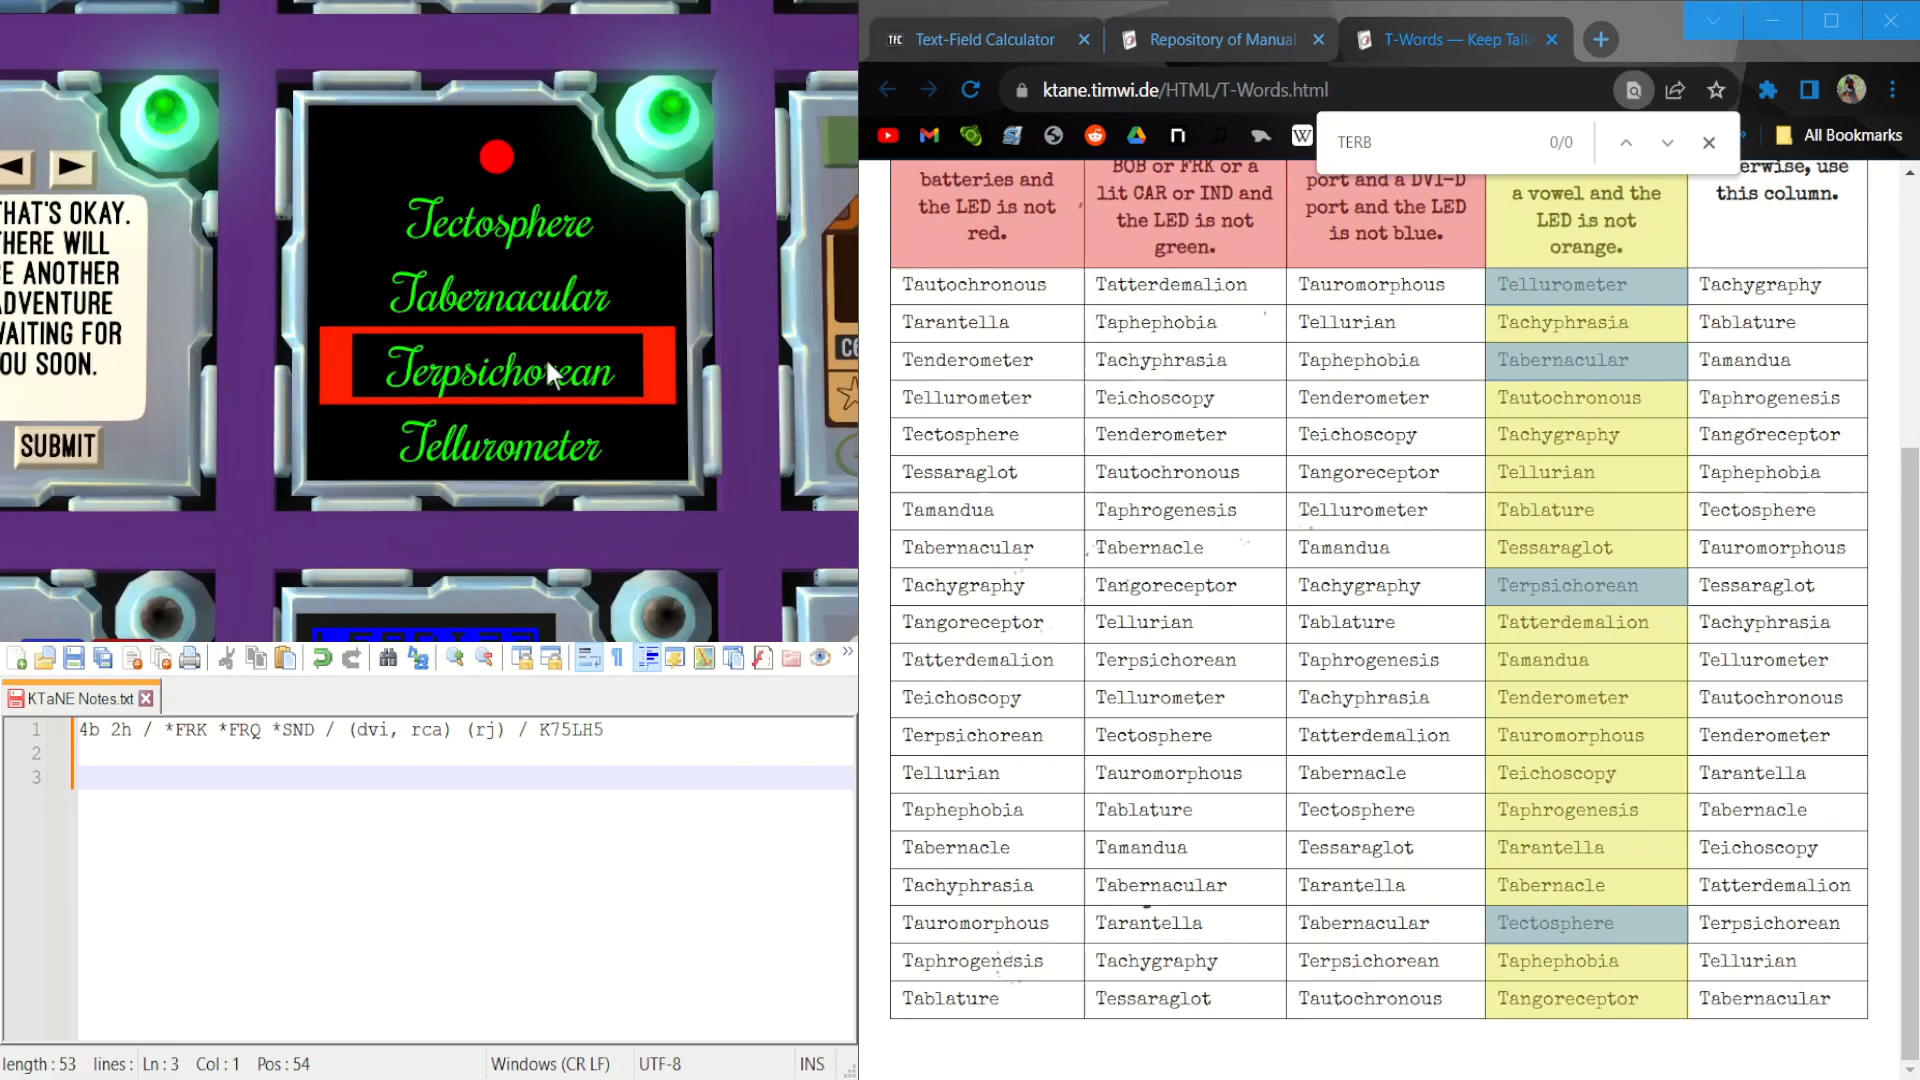 THAT'S OKAY.
THERE WILL
BE ANOTHER
ADVENTURE
WAITING FOR
YOU SOON.
SUBMIT
Tectosphere
Tabernacular
Terpsichorean
Tellurometer
KTaNE Notes.txt
1 4b 2h / *FRK *FRQ *SND / (dvi, rca) (rj) / K75LH5
2
3
length : 53 lines : Ln : 3 Col : 1 Pos : 54 Windows (CR LF) UTF-8 INS
TFC Text-Field Calculator Repository of Manual T-Words — Keep Talk
ktane.timwi.de/HTML/T-Words.html
W All Bookmarks
TERB 0/0
batteries and
the LED is not
red.
BOB or FRK or a
lit CAR or IND and
the LED is not
green.
port and a DVI-D
port and the LED
is not blue.
a vowel and the
LED is not
orange.
erwise, use
this column.
Tautochronous Tatterdemalion Tauromorphous Tellurometer Tachygraphy
Tarantella Taphephobia Tellurian Tachyphrasia Tablature
Tenderometer Tachyphrasia Taphephobia Tabernacular Tamandua
Tellurometer Teichoscopy Tenderometer Tautochronous Taphrogenesis
Tectosphere Tenderometer Teichoscopy Tachygraphy Tangoreceptor
Tessaraglot Tautochronous Tangoreceptor Tellurian Taphephobia
Tamandua Taphrogenesis Tellurometer Tablature Tectosphere
Tabernacular Tabernacle Tamandua Tessaraglot Tauromorphous
Tachygraphy Tangoreceptor Tachygraphy Terpsichorean Tessaraglot
Tangoreceptor Tellurian Tablature Tatterdemalion Tachyphrasia
Tatterdemalion Terpsichorean Taphrogenesis Tamandua Tellurometer
Teichoscopy Tellurometer Tachyphrasia Tenderometer Tautochronous
Terpsichorean Tectosphere Tatterdemalion Tauromorphous Tenderometer
Tellurian Tauromorphous Tabernacle Teichoscopy Tarantella
Taphephobia Tablature Tectosphere Taphrogenesis Tabernacle
Tabernacle Tamandua Tessaraglot Tarantella Teichoscopy
Tachyphrasia Tabernacular Tarantella Tabernacle Tatterdemalion
Tauromorphous Tarantella Tabernacular Tectosphere Terpsichorean
Taphrogenesis Tachygraphy Terpsichorean Taphephobia Tellurian
Tablature Tessaraglot Tautochronous Tangoreceptor Tabernacular